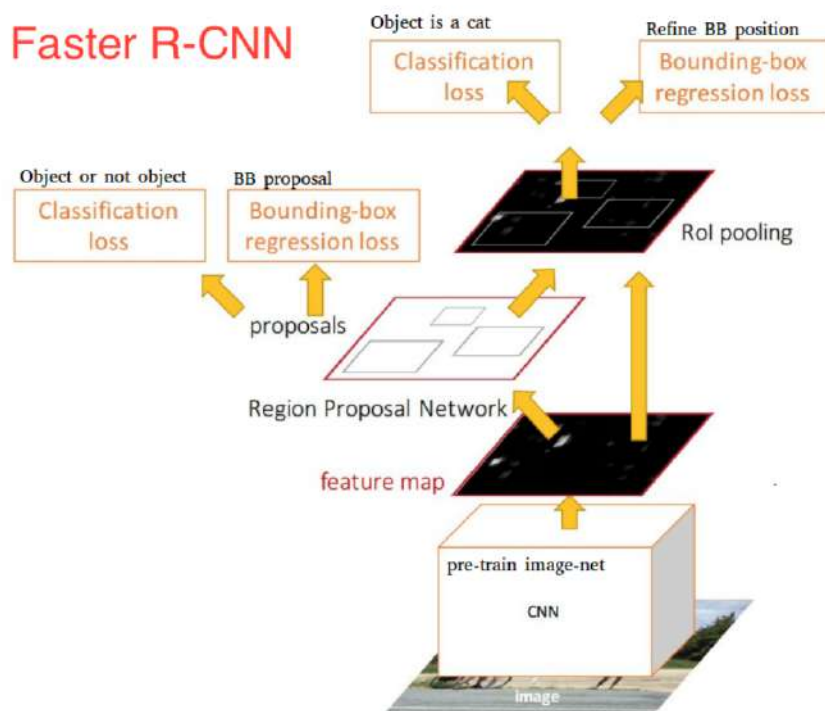 Faster R-CNN
Object is a cat
Classification
loss
Refine BB position
Bounding-box
regression loss
Object or not object
Classification
loss
BB proposal
Bounding-box
regression loss
RoI pooling
proposals
Region Proposal Network
feature map
pre-train image-net
CNN
image